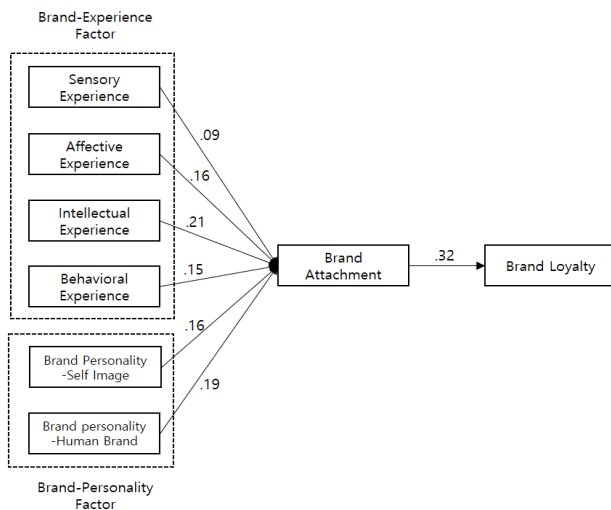 Brand-Experience
Factor
Sensory
Experience
.09
Affective
Experience
.16
Intellectual
Experience
.21
Behavioral
Experience
.15
Brand
Attachment
.32
Brand Loyalty
.16
Brand Personality
-Self Image
.19
Brand personality
-Human Brand
Brand-Personality
Factor